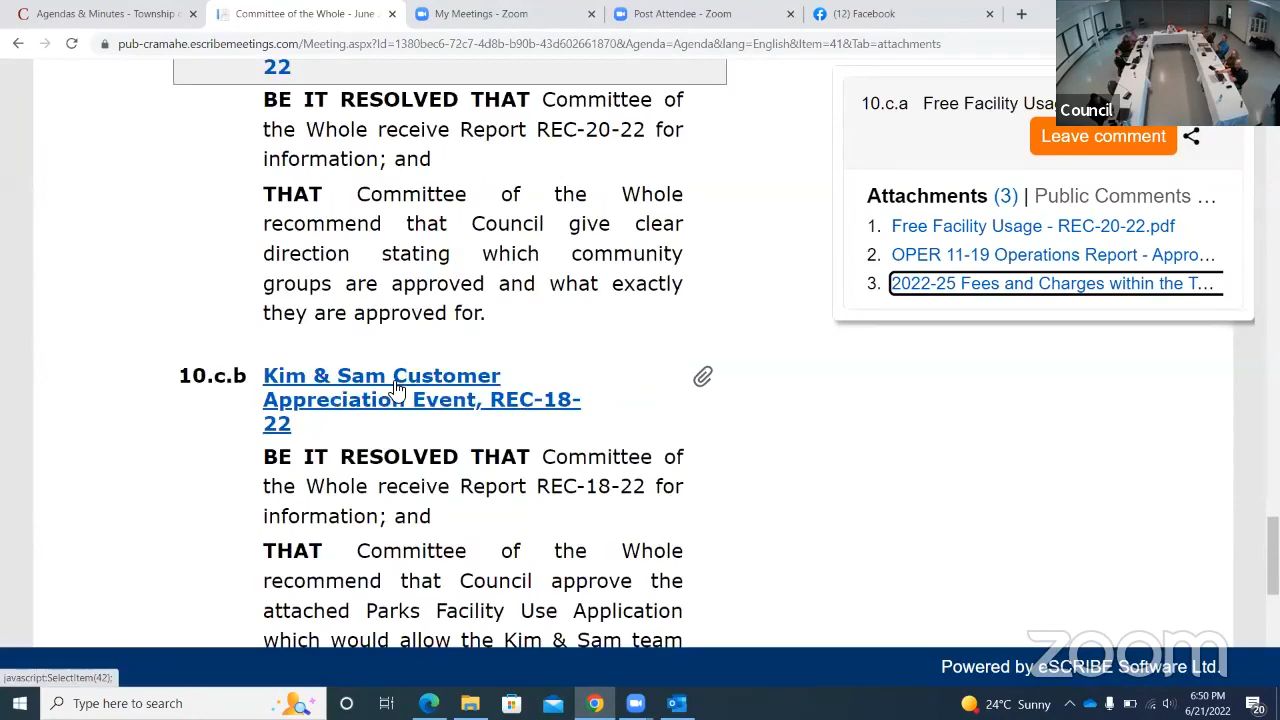 Agendas & Minutes - Township
Committee of the Whole - June
My Meetings - Zoom
Post Attendee - Zoom
(12) Facebook
pub-cramahe.escribemeetings.com/Meeting.aspx?Id=1380bec6-72c7-4d8b-b90b-43d602661870&Agenda=Agenda&lang=English&Item=41&Tab=attachments
Council
22
BE IT RESOLVED THAT Committee of
the Whole receive Report REC-20-22 for
information; and
THAT Committee of the Whole
recommend that Council give clear
direction stating which community
groups are approved and what exactly
they are approved for.
10.c.b Kim & Sam Customer
Appreciation Event, REC-18-
22
BE IT RESOLVED THAT Committee of
the Whole receive Report REC-18-22 for
information; and
THAT Committee of the Whole
recommend that Council approve the
attached Parks Facility Use Application
which would allow the Kim & Sam team
10.c.a Free Facility Usag
Leave comment
Attachments (3) | Public Comments ...
1. Free Facility Usage - REC-20-22.pdf
2. OPER 11-19 Operations Report - Appro...
3. 2022-25 Fees and Charges within the T...
zoom
Powered by eSCRIBE Software Ltd.
javascript:SelectItem(42);
Type here to search
24°C Sunny
6:50 PM
6/21/2022
20